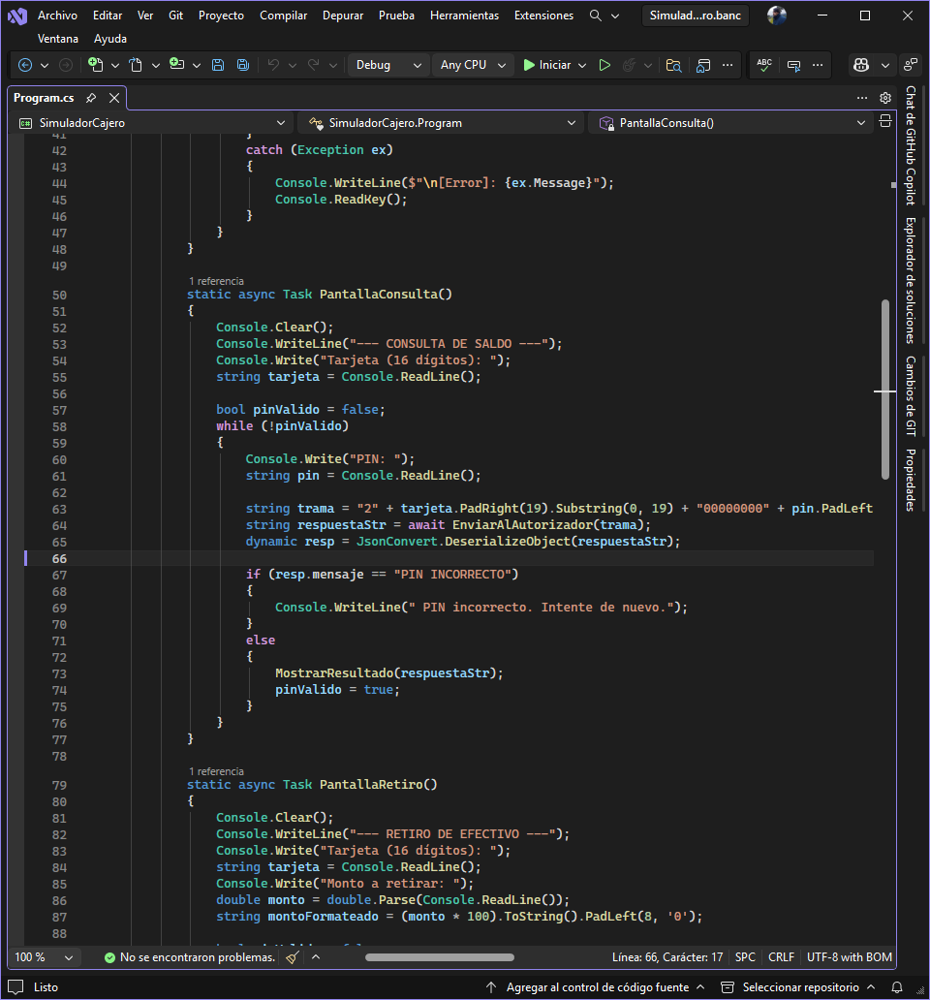 Archivo Editar Ver Git Proyecto Compilar Depurar Prueba Herramientas Extensiones Simulad...ro.banc
Ventana Ayuda
Debug Any CPU Iniciar ABC
Program.cs
C# SimuladorCajero SimuladorCajero.Program PantallaConsulta()
41 }
42 catch (Exception ex)
43 {
44 Console.WriteLine($"\n[Error]: {ex.Message}");
45 Console.ReadKey();
46 }
47 }
48 }
49
1 referencia
50 static async Task PantallaConsulta()
51 {
52 Console.Clear();
53 Console.WriteLine("--- CONSULTA DE SALDO ---");
54 Console.Write("Tarjeta (16 dígitos): ");
55 string tarjeta = Console.ReadLine();
56
57 bool pinValido = false;
58 while (!pinValido)
59 {
60 Console.Write("PIN: ");
61 string pin = Console.ReadLine();
62
63 string trama = "2" + tarjeta.PadRight(19).Substring(0, 19) + "00000000" + pin.PadLeft
64 string respuestaStr = await EnviarAlAutorizador(trama);
65 dynamic resp = JsonConvert.DeserializeObject(respuestaStr);
66
67 if (resp.mensaje == "PIN INCORRECTO")
68 {
69 Console.WriteLine(" PIN incorrecto. Intente de nuevo.");
70 }
71 else
72 {
73 MostrarResultado(respuestaStr);
74 pinValido = true;
75 }
76 }
77 }
78
1 referencia
79 static async Task PantallaRetiro()
80 {
81 Console.Clear();
82 Console.WriteLine("--- RETIRO DE EFECTIVO ---");
83 Console.Write("Tarjeta (16 dígitos): ");
84 string tarjeta = Console.ReadLine();
85 Console.Write("Monto a retirar: ");
86 double monto = double.Parse(Console.ReadLine());
87 string montoFormateado = (monto * 100).ToString().PadLeft(8, '0');
88
Chat de GitHub Copilot
Explorador de soluciones
Cambios de GIT
Propiedades
100 % No se encontraron problemas. Línea: 66, Carácter: 17 SPC CRLF UTF-8 with BOM
Listo Agregar al control de código fuente Seleccionar repositorio